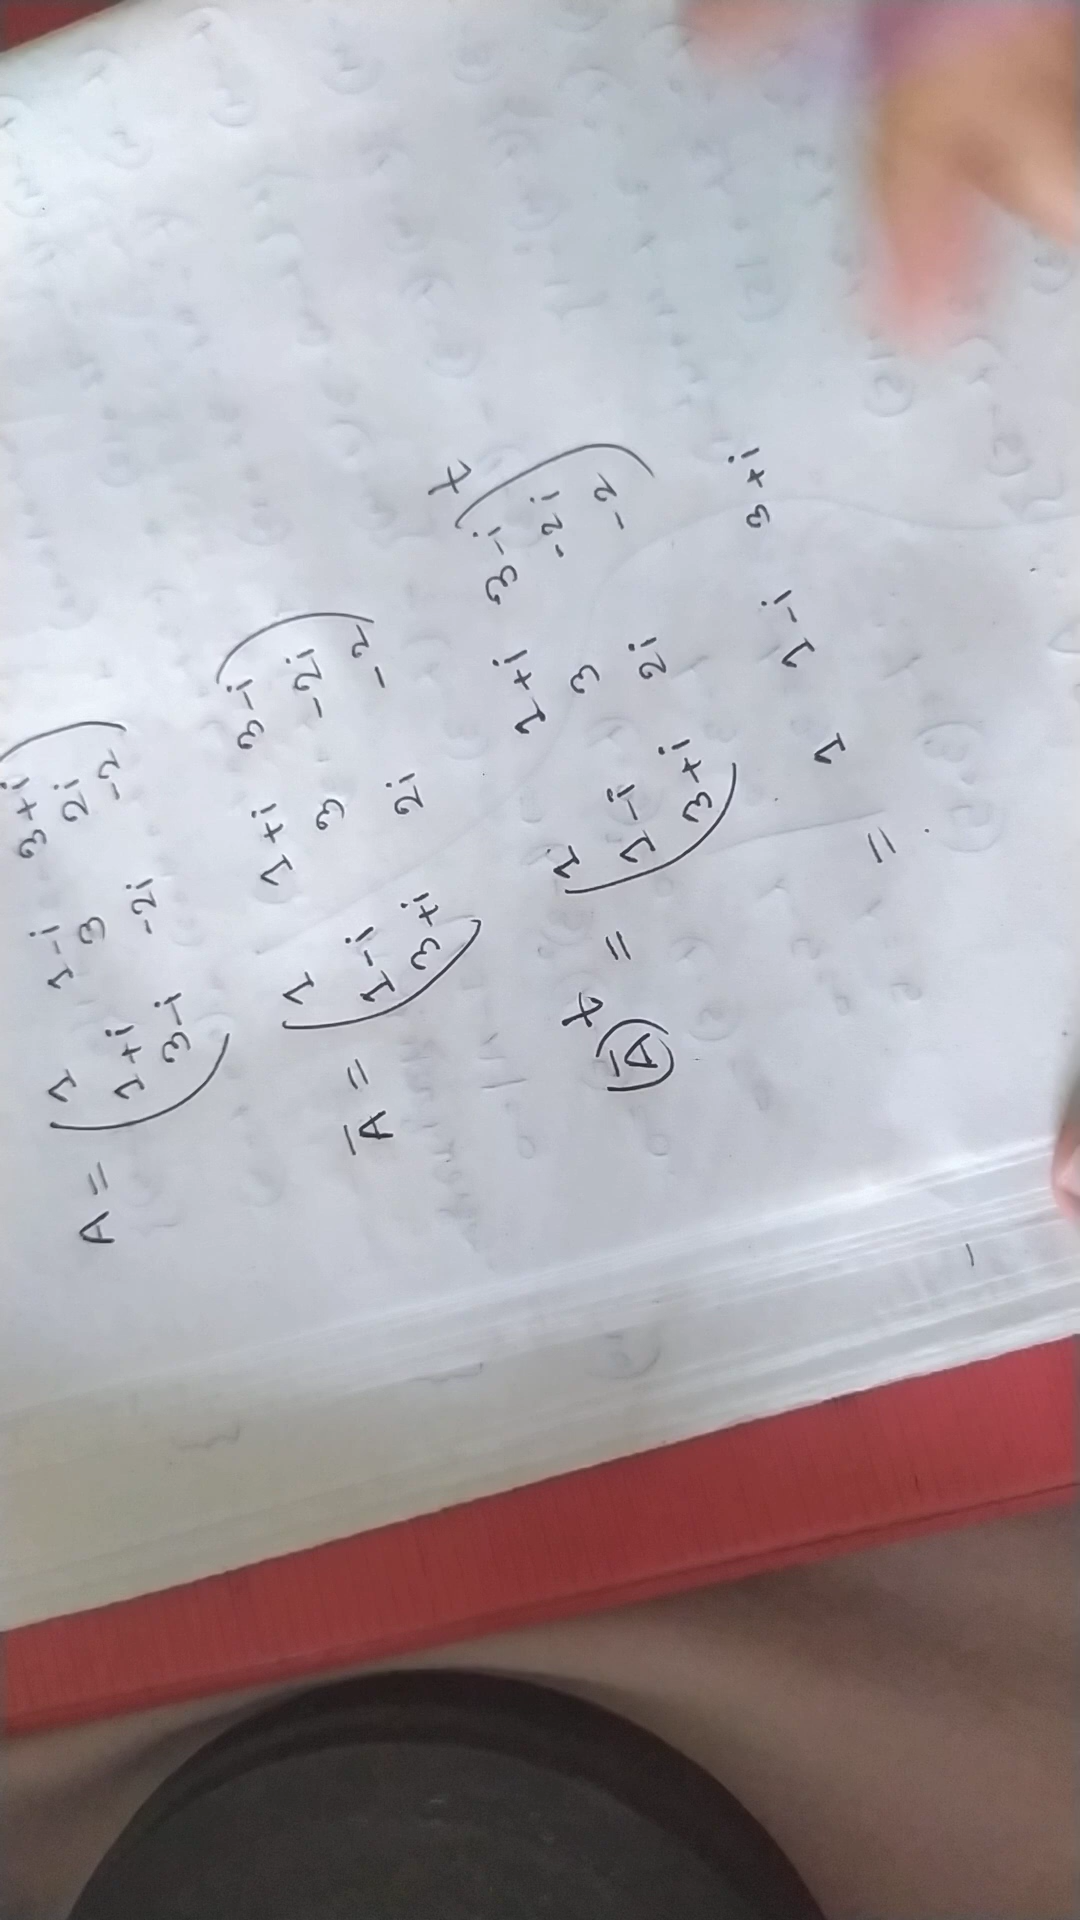 A = ( 1 1-i 3+i
1+i 3 2i
3-i -2i -2 )
Ā = ( 1 1+i 3-i
1-i 3 -2i
3+i 2i -2 )
(Ā)t = ( 1 1+i 3-i
1-i 3 -2i
3+i 2i -2 )t
= 1 1-i 3+i